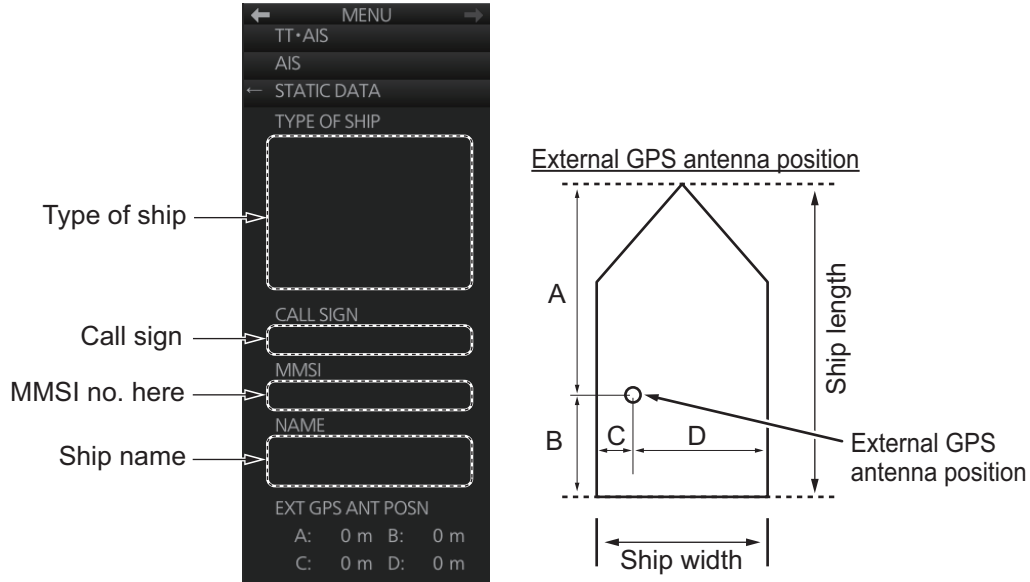 MENU
TT•AIS
AIS
← STATIC DATA
TYPE OF SHIP
Type of ship
CALL SIGN
Call sign
MMSI
MMSI no. here
NAME
Ship name
EXT GPS ANT POSN
A: 0 m B: 0 m
C: 0 m D: 0 m
External GPS antenna position
A
B
C
D
Ship length
External GPS
antenna position
Ship width